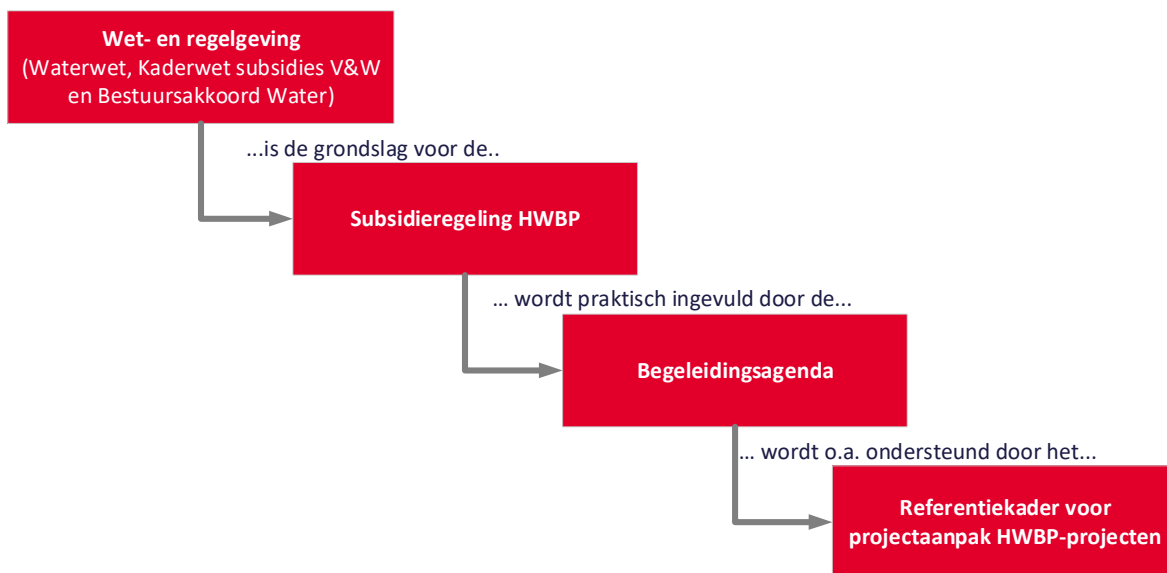 Wet- en regelgeving
(Waterwet, Kaderwet subsidies V&W
en Bestuursakkoord Water)
...is de grondslag voor de..
Subsidieregeling HWBP
... wordt praktisch ingevuld door de...
Begeleidingsagenda
... wordt o.a. ondersteund door het...
Referentiekader voor
projectaanpak HWBP-projecten